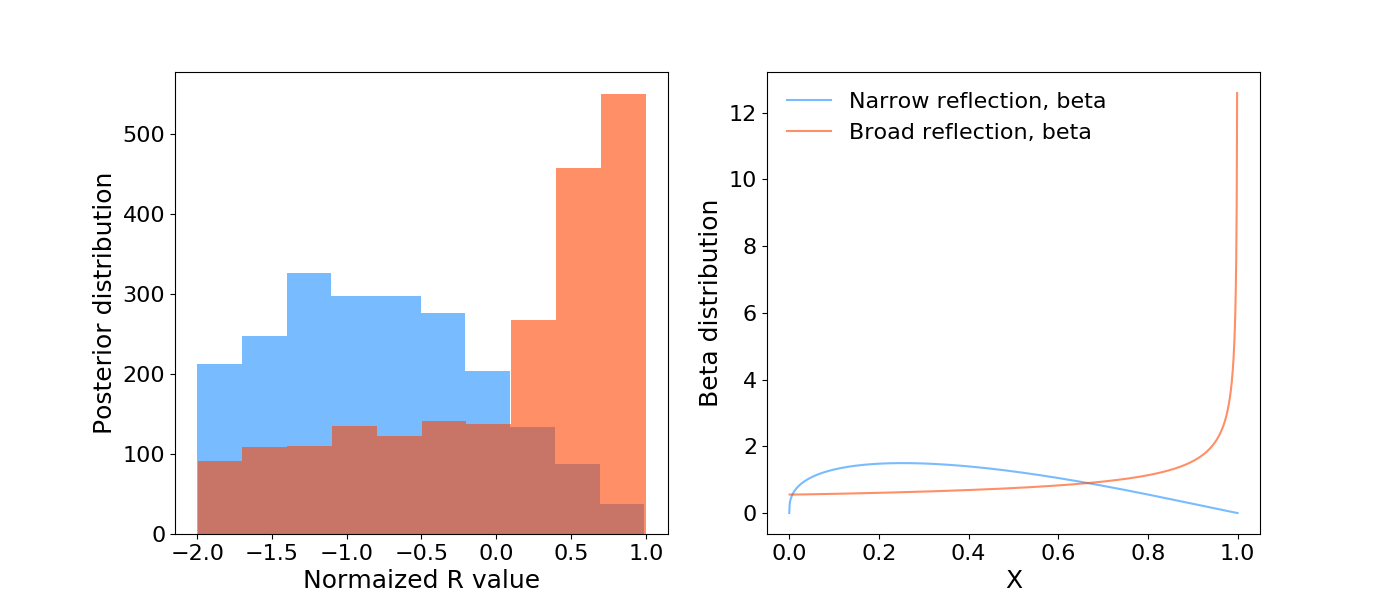 Posterior distribution
500
400
300
200
100
0
−2.0 −1.5 −1.0 −0.5 0.0 0.5 1.0
Normaized R value
Beta distribution
12
10
8
6
4
2
0
Narrow reflection, beta
Broad reflection, beta
0.0 0.2 0.4 0.6 0.8 1.0
X